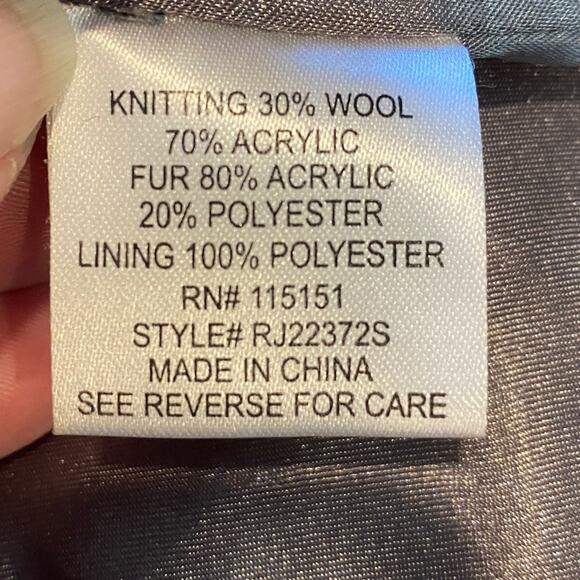 KNITTING 30% WOOL
70% ACRYLIC
FUR 80% ACRYLIC
20% POLYESTER
LINING 100% POLYESTER
RN# 115151
STYLE# RJ22372S
MADE IN CHINA
SEE REVERSE FOR CARE